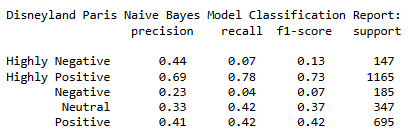 Disneyland Paris Naive Bayes Model Classification Report:
precision recall f1-score support
Highly Negative 0.44 0.07 0.13 147
Highly Positive 0.69 0.78 0.73 1165
Negative 0.23 0.04 0.07 185
Neutral 0.33 0.42 0.37 347
Positive 0.41 0.42 0.42 695